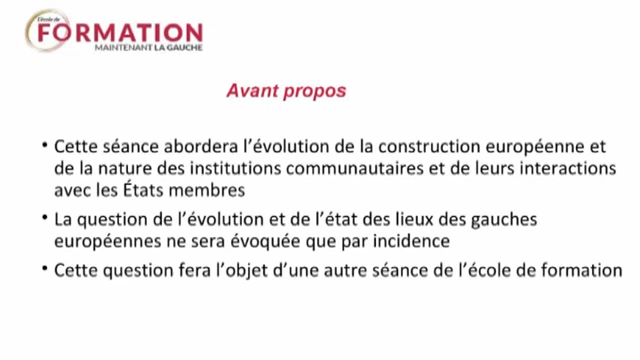 L'école de
FORMATION
MAINTENANT LA GAUCHE
Avant propos
• Cette séance abordera l'évolution de la construction européenne et
de la nature des institutions communautaires et de leurs interactions
avec les États membres
• La question de l'évolution et de l'état des lieux des gauches
européennes ne sera évoquée que par incidence
• Cette question fera l'objet d'une autre séance de l'école de formation